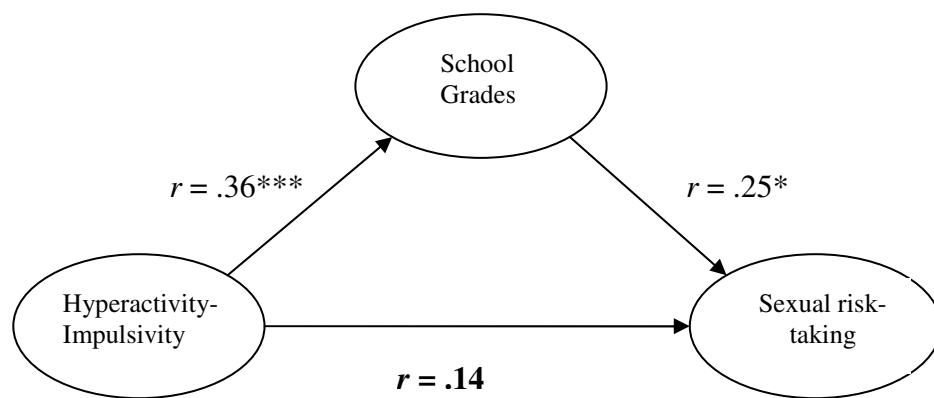 School
Grades
r = .36***
r = .25*
Hyperactivity-
Impulsivity
Sexual risk-
taking
r = .14